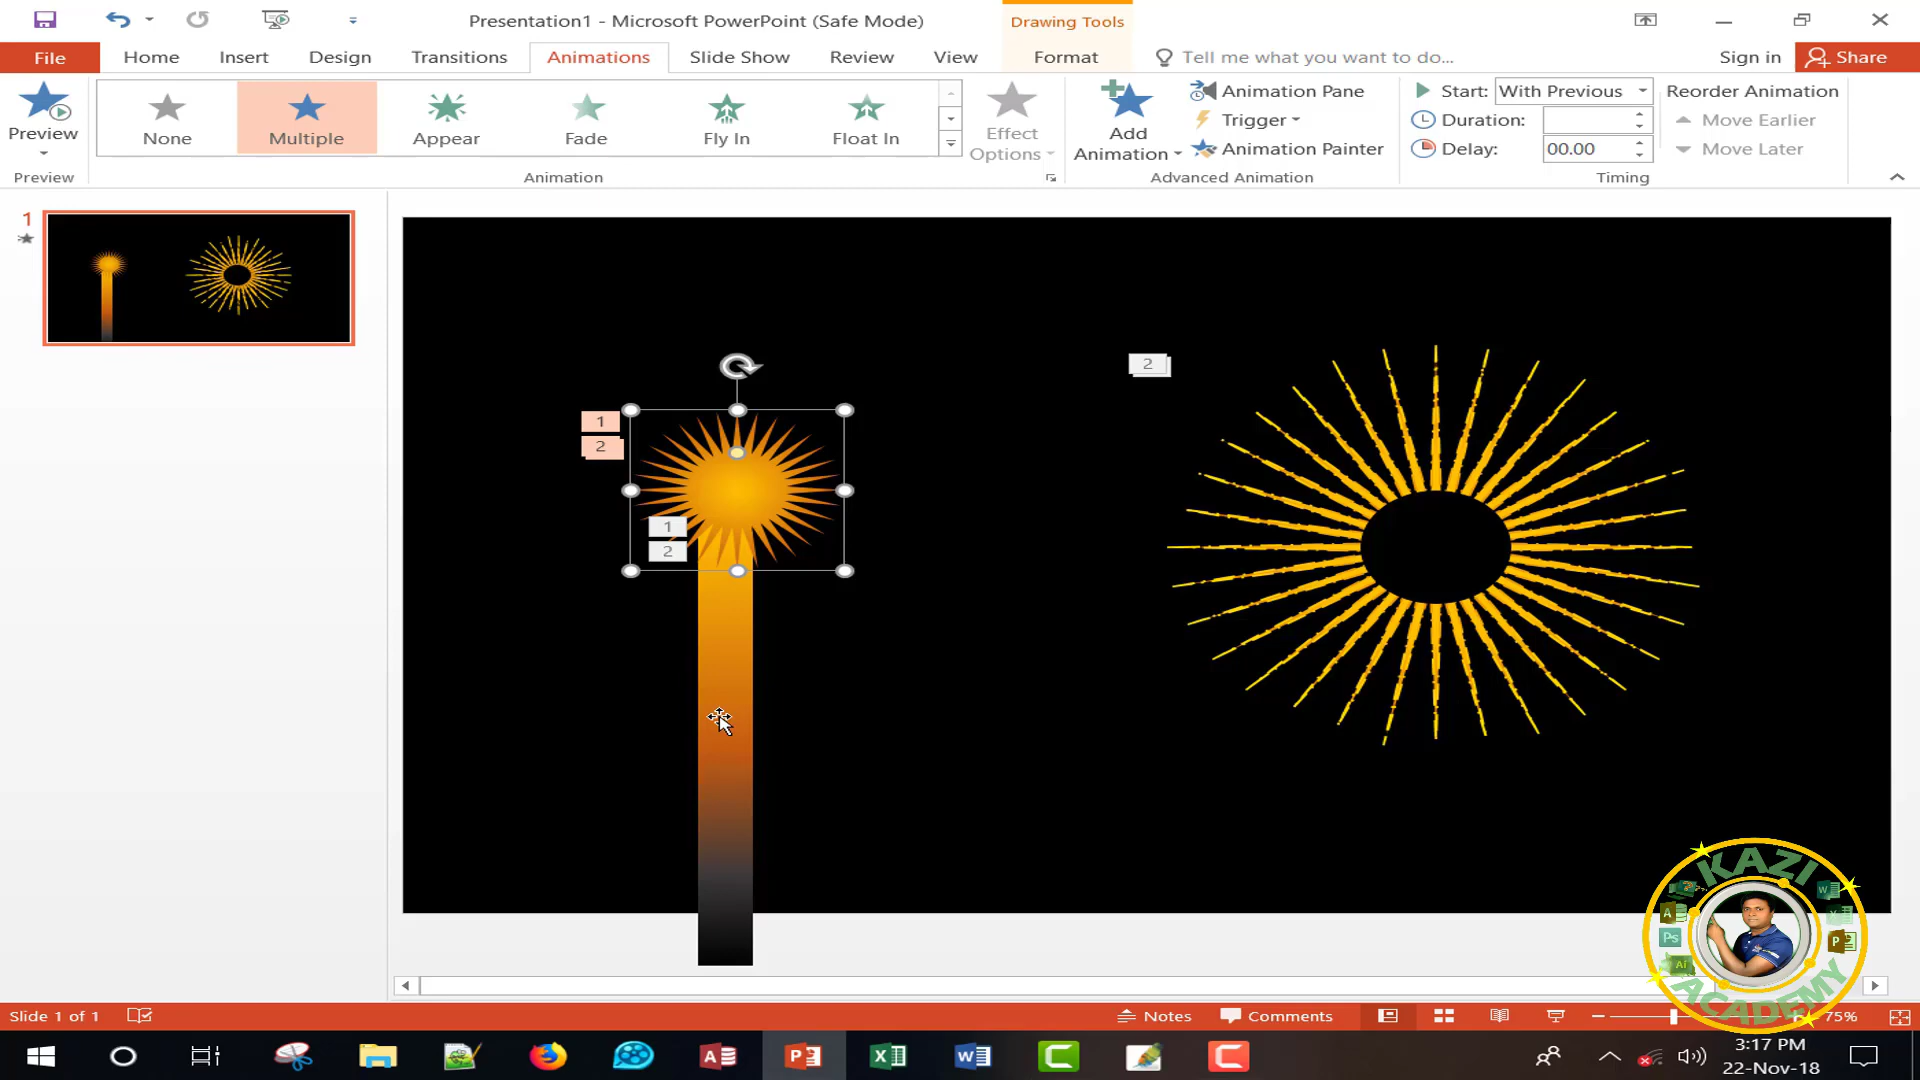 Presentation1 - Microsoft PowerPoint (Safe Mode)
Drawing Tools
File
Home
Insert
Design
Transitions
Animations
Slide Show
Review
View
Format
Tell me what you want to do...
Sign in
Share
Preview
None
Multiple
Appear
Fade
Fly In
Float In
Effect
Options
Add
Animation
Animation Pane
Trigger
Animation Painter
Start: With Previous
Duration:
Delay: 00.00
Reorder Animation
Move Earlier
Move Later
Preview
Animation
Advanced Animation
Timing
1
2
1
2
1
2
KAZI
ACADEMY
Slide 1 of 1
Notes
Comments
75%
3:17 PM
22-Nov-18